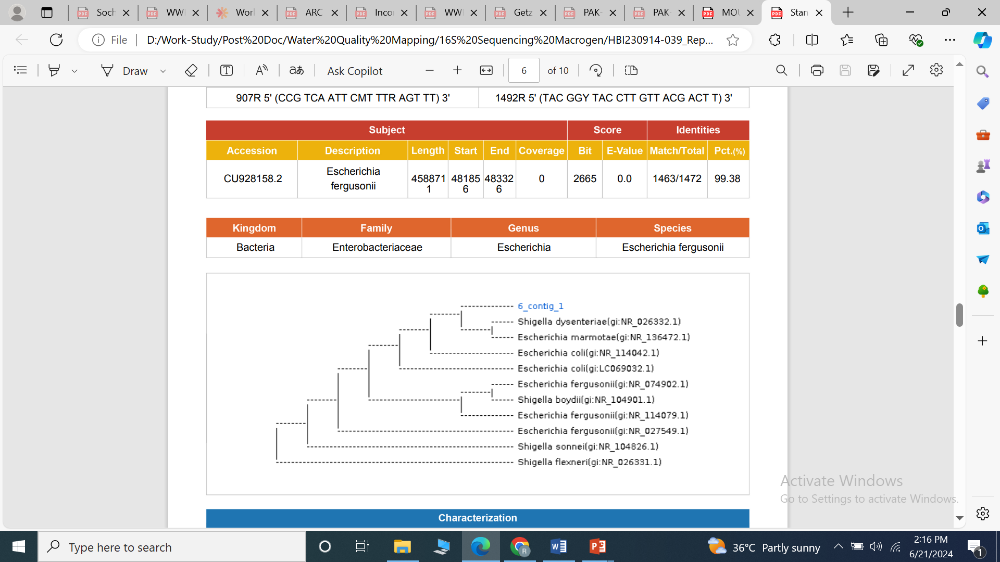 Soch
WW
Worl
ARC
Inco
WWI
Getz
PAK-
PAK-
MOU
Stan
File
D:/Work-Study/Post%20Doc/Water%20Quality%20Mapping/16S%20Sequencing%20Macrogen/HBI230914-039_Rep...
Draw
Ask Copilot
6 of 10
907R 5' (CCG TCA ATT CMT TTR AGT TT) 3' 1492R 5' (TAC GGY TAC CTT GTT ACG ACT T) 3'
Subject Score Identities
Accession Description Length Start End Coverage Bit E-Value Match/Total Pct.(%)
CU928158.2 Escherichia fergusonii 4588711 481856 483326 0 2665 0.0 1463/1472 99.38
Kingdom Family Genus Species
Bacteria Enterobacteriaceae Escherichia Escherichia fergusonii
6_contig_1
Shigella dysenteriae(gi:NR_026332.1)
Escherichia marmotae(gi:NR_136472.1)
Escherichia coli(gi:NR_114042.1)
Escherichia coli(gi:LC069032.1)
Escherichia fergusonii(gi:NR_074902.1)
Shigella boydii(gi:NR_104901.1)
Escherichia fergusonii(gi:NR_114079.1)
Escherichia fergusonii(gi:NR_027549.1)
Shigella sonnei(gi:NR_104826.1)
Shigella flexneri(gi:NR_026331.1)
Activate Windows
Go to Settings to activate Windows.
Characterization
Type here to search
36°C Partly sunny
2:16 PM
6/21/2024
1